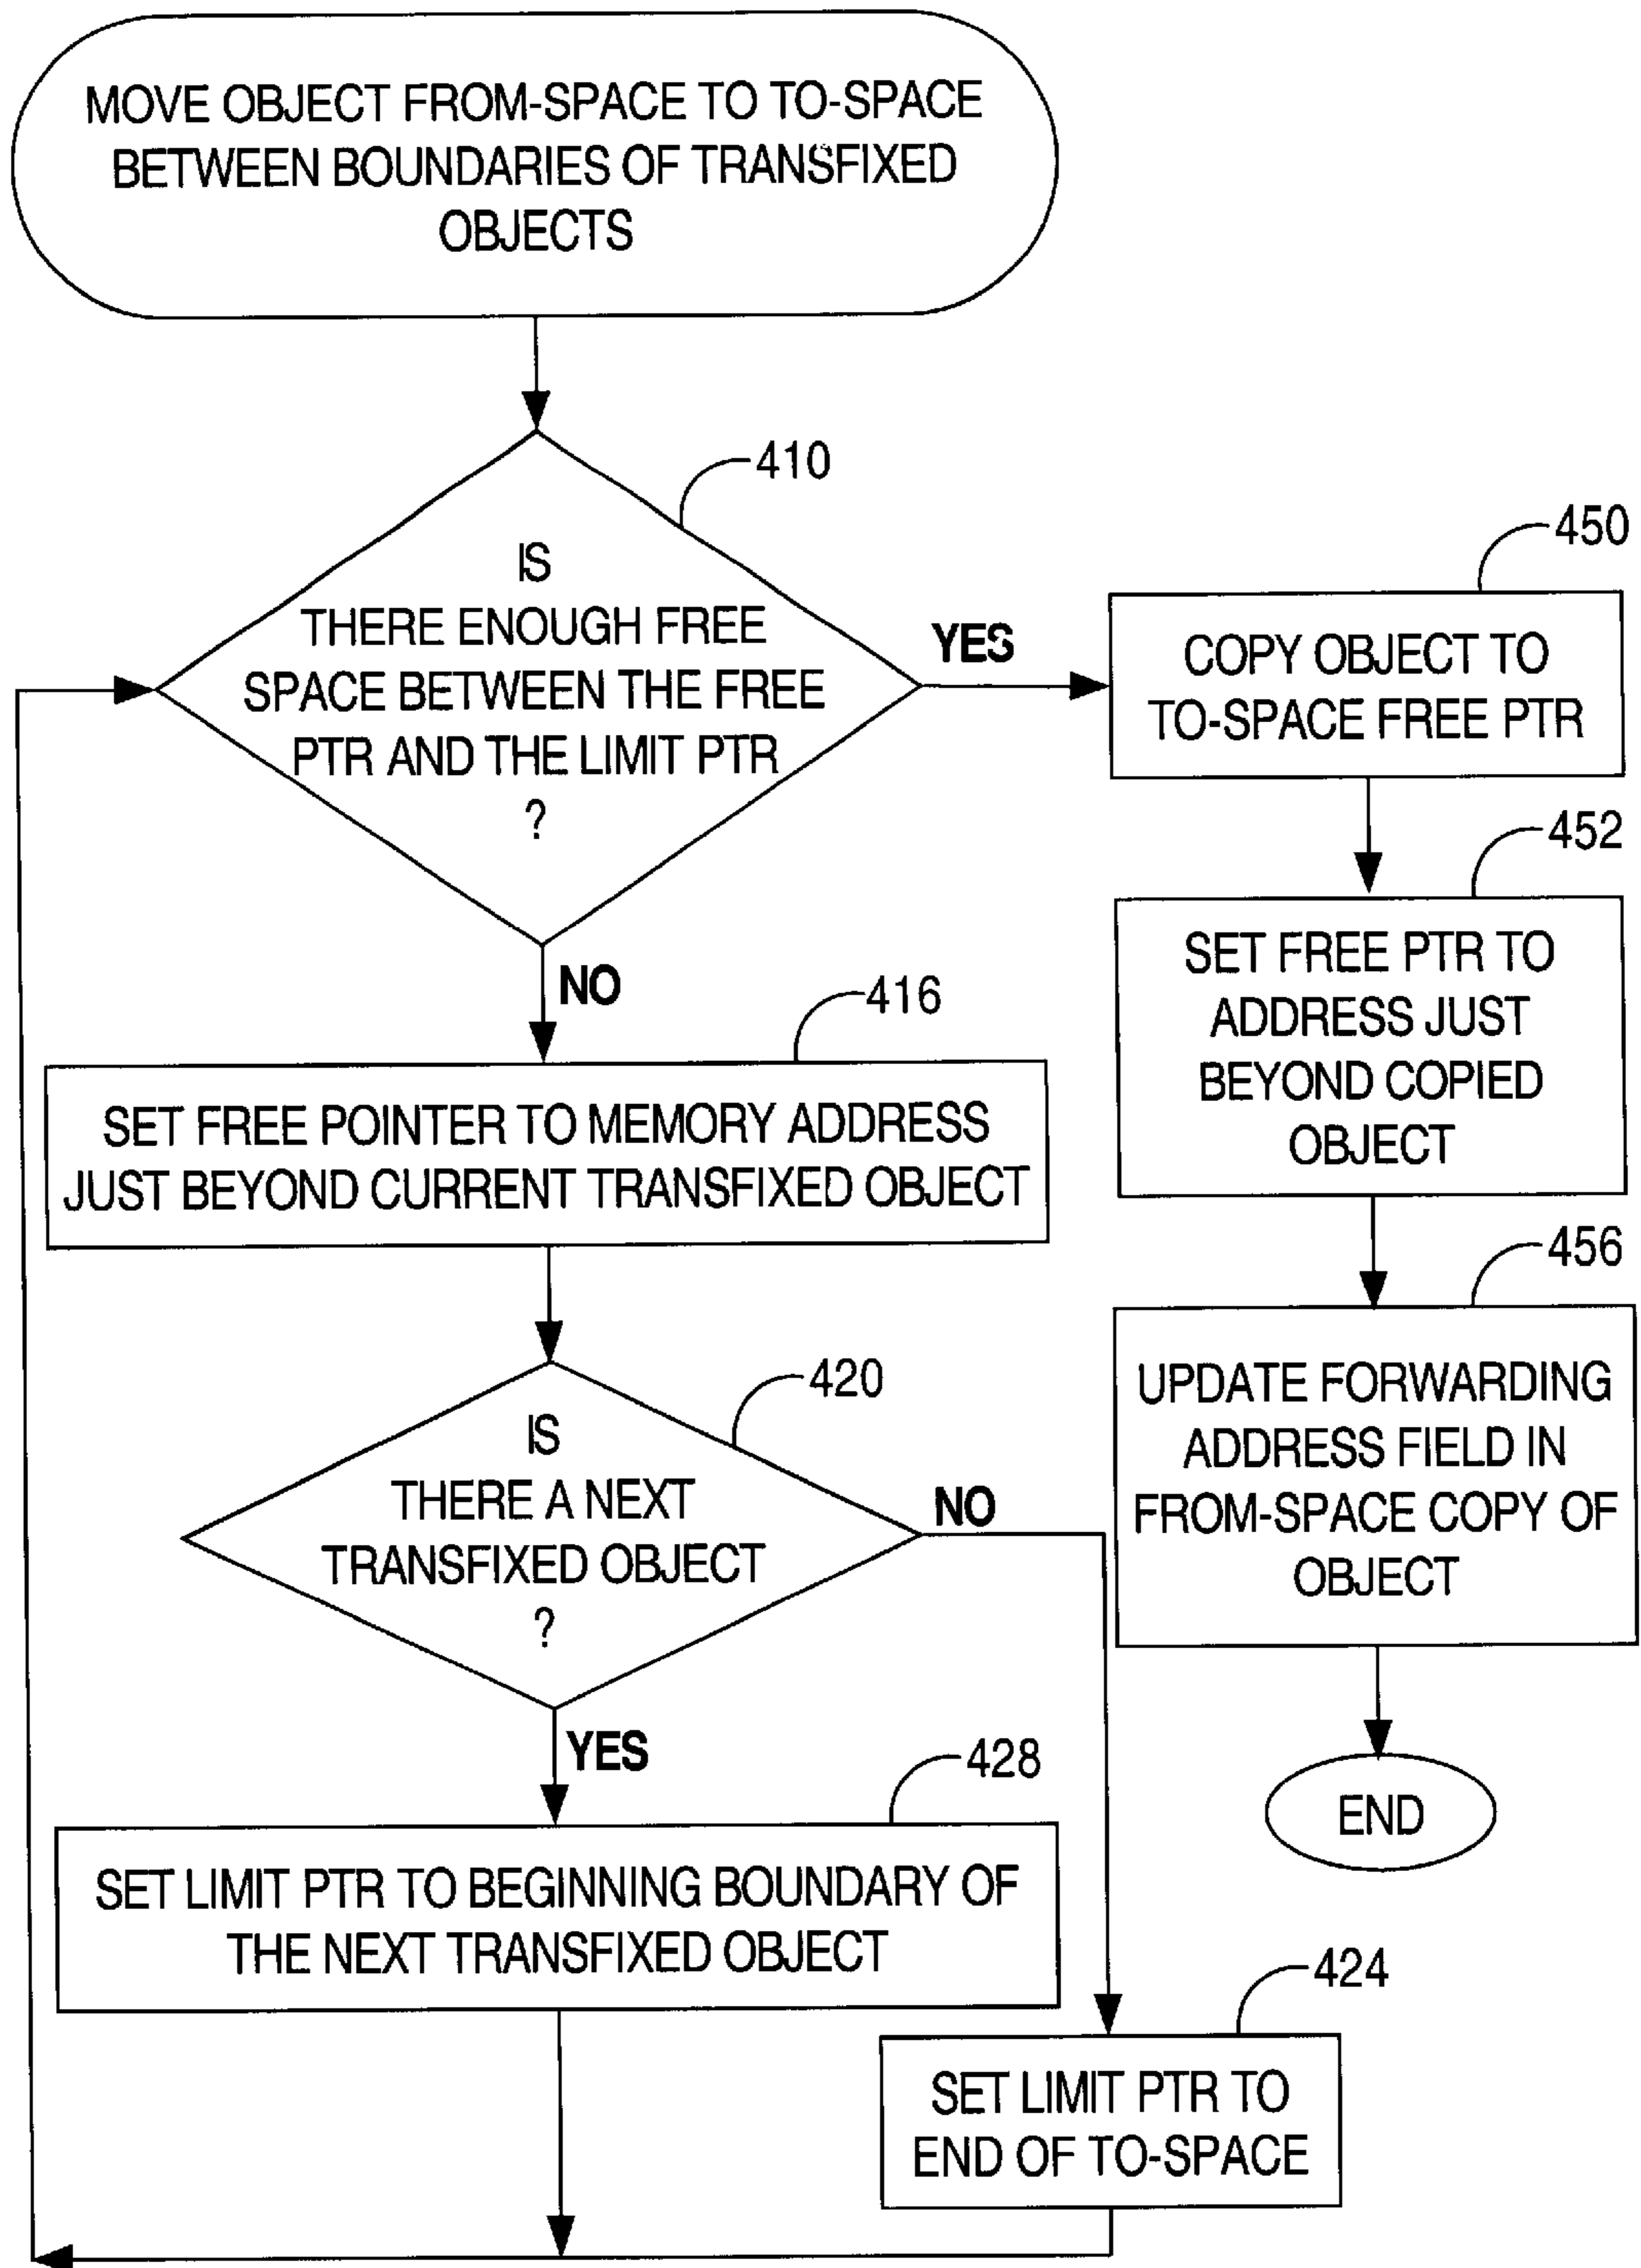 MOVE OBJECT FROM-SPACE TO TO-SPACE
BETWEEN BOUNDARIES OF TRANSFIXED
OBJECTS
410
IS
THERE ENOUGH FREE
SPACE BETWEEN THE FREE
PTR AND THE LIMIT PTR
?
YES
450
COPY OBJECT TO
TO-SPACE FREE PTR
452
SET FREE PTR TO
ADDRESS JUST
BEYOND COPIED
OBJECT
NO
416
SET FREE POINTER TO MEMORY ADDRESS
JUST BEYOND CURRENT TRANSFIXED OBJECT
456
UPDATE FORWARDING
ADDRESS FIELD IN
FROM-SPACE COPY OF
OBJECT
420
IS
THERE A NEXT
TRANSFIXED OBJECT
?
NO
YES
428
SET LIMIT PTR TO BEGINNING BOUNDARY OF
THE NEXT TRANSFIXED OBJECT
END
424
SET LIMIT PTR TO
END OF TO-SPACE